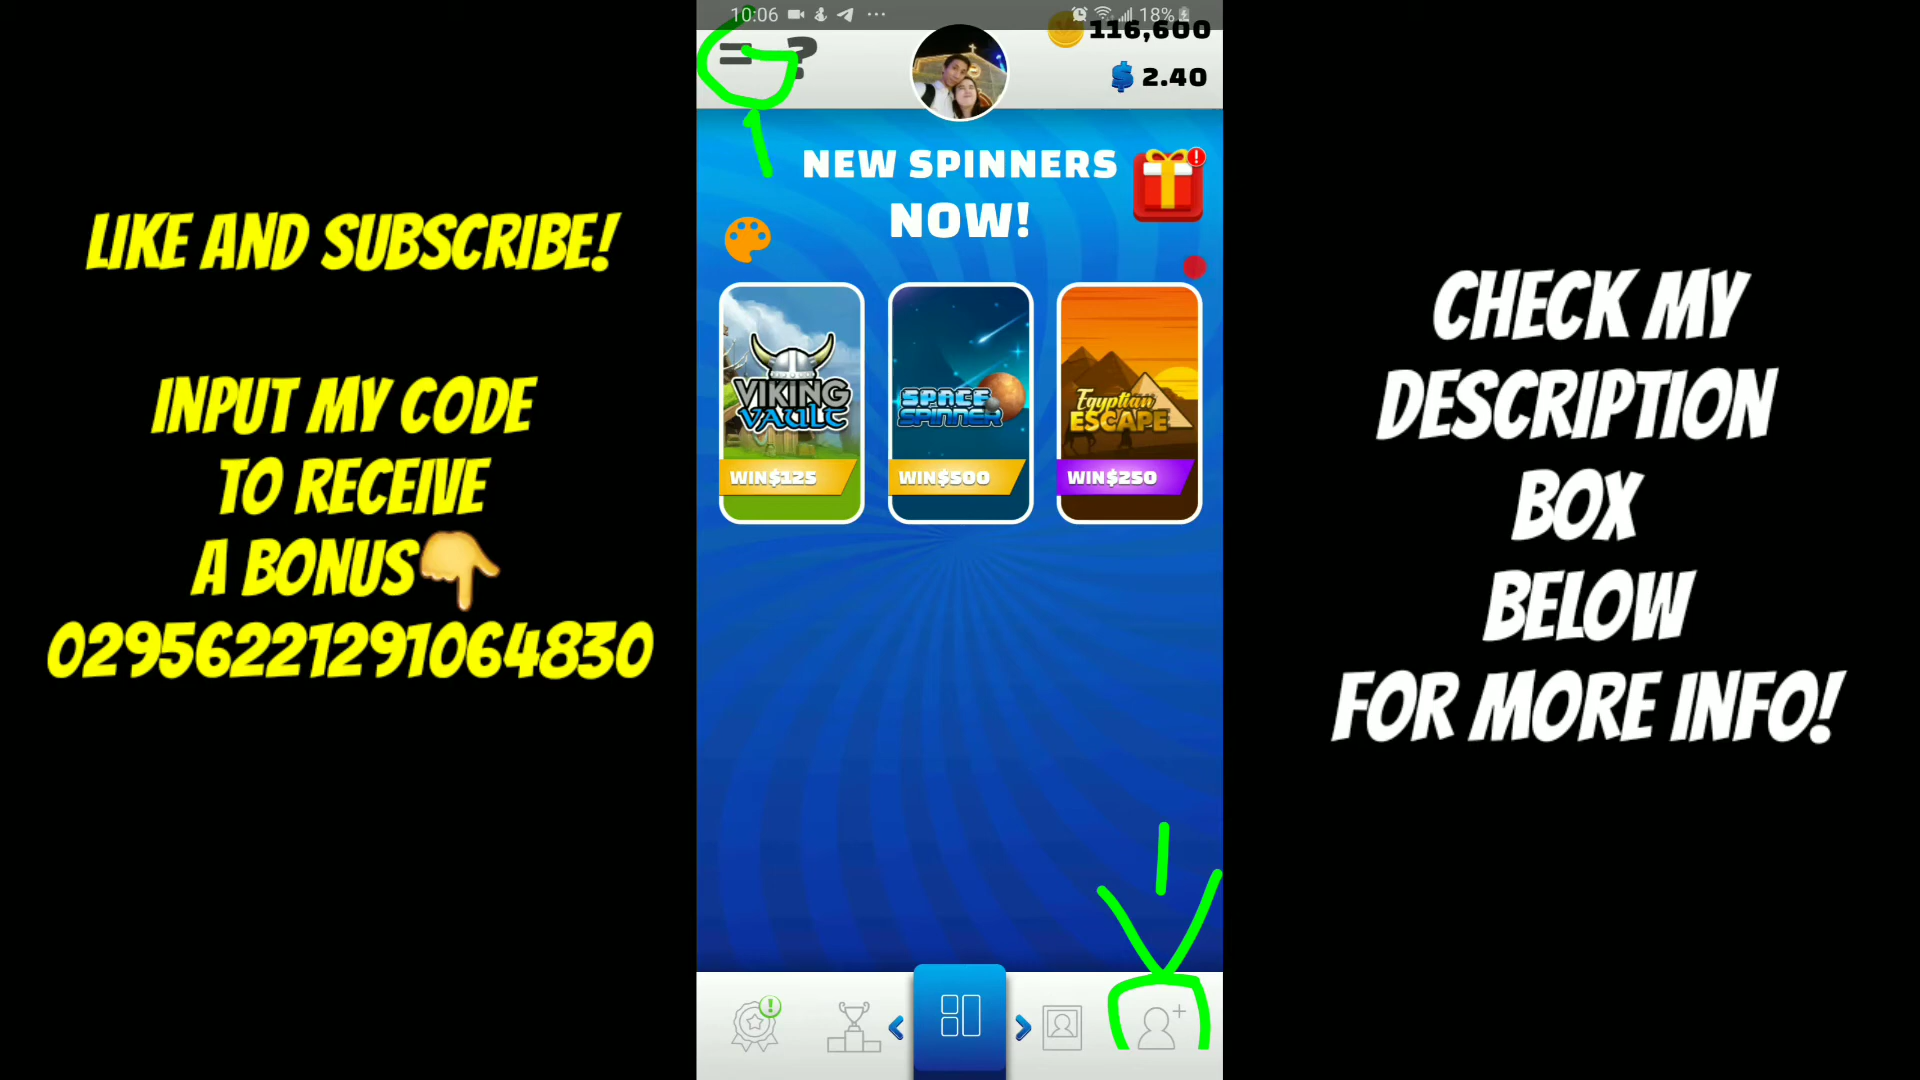 10:06
18%
116,600
$ 2.40
?
NEW SPINNERS
NOW!
VIKING
VAULT
WIN$125
SPACE
SPINNER
WIN$500
Egyptian
ESCAPE
WIN$250
LIKE AND SUBSCRIBE!
INPUT MY CODE
TO RECEIVE
A BONUS👇
02956221291064830
CHECK MY
DESCRIPTION
BOX
BELOW
FOR MORE INFO!